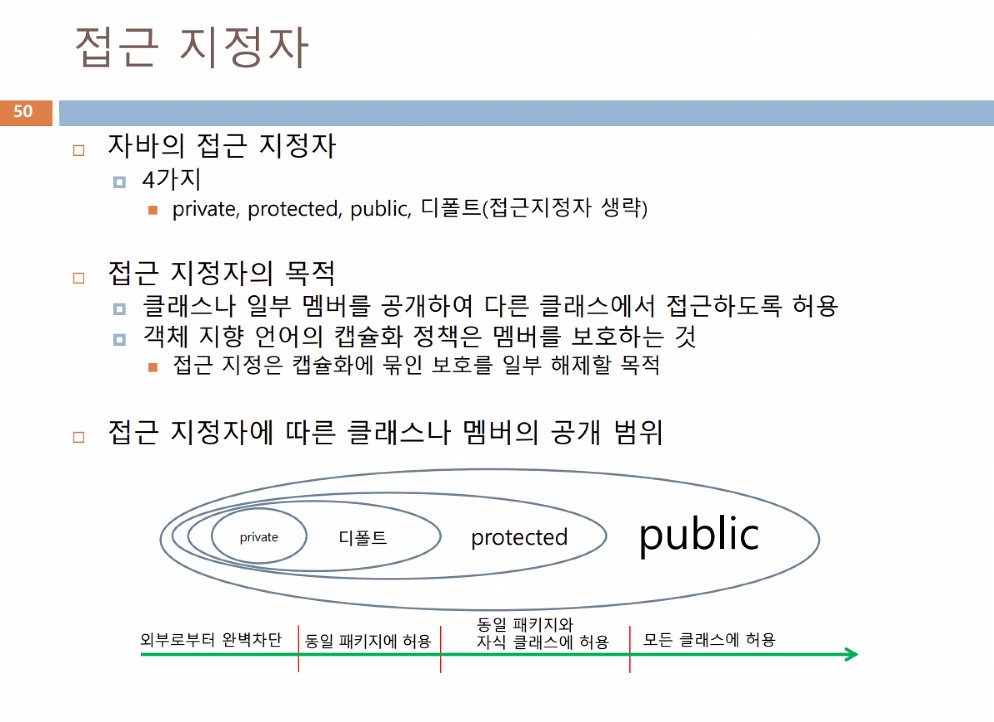 접근 지정자
50
자바의 접근 지정자
4가지
private, protected, public, 디폴트(접근지정자 생략)
접근 지정자의 목적
클래스나 일부 멤버를 공개하여 다른 클래스에서 접근하도록 허용
객체 지향 언어의 캡슐화 정책은 멤버를 보호하는 것
접근 지정은 캡슐화에 묶인 보호를 일부 해제할 목적
접근 지정자에 따른 클래스나 멤버의 공개 범위
private 디폴트 protected public
동일 패키지와
외부로부터 완벽차단 동일 패키지에 허용 자식 클래스에 허용 모든 클래스에 허용